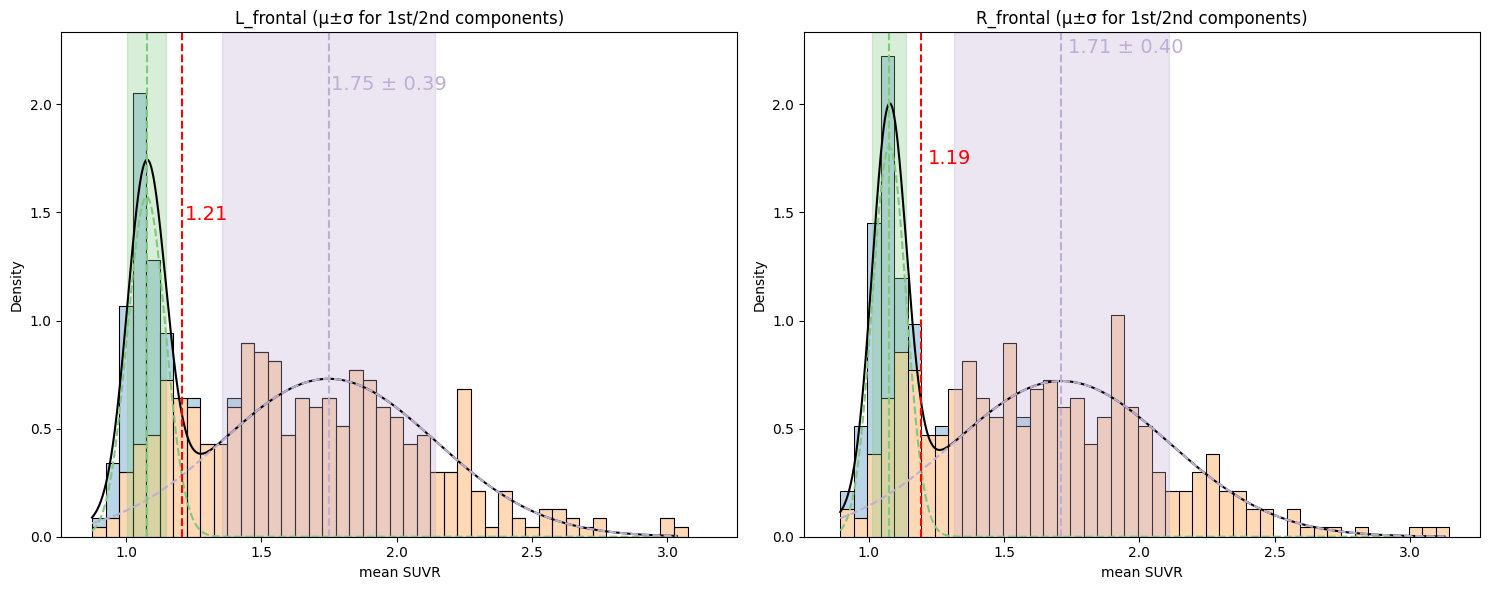 L_frontal (μ±σ for 1st/2nd components)
1.75 ± 0.39
1.21
Density
2.0
1.5
1.0
0.5
0.0
1.0 1.5 2.0 2.5 3.0
mean SUVR
R_frontal (μ±σ for 1st/2nd components)
1.71 ± 0.40
1.19
Density
2.0
1.5
1.0
0.5
0.0
1.0 1.5 2.0 2.5 3.0
mean SUVR